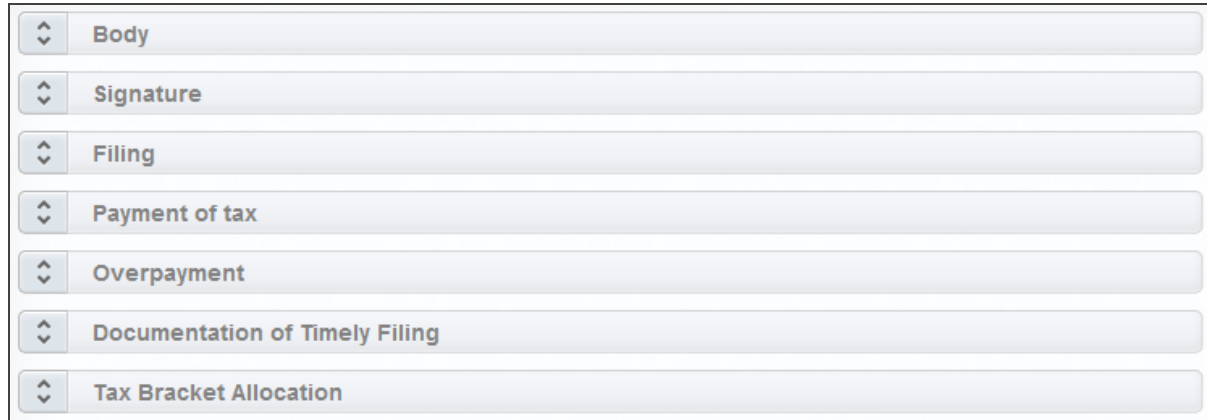 Body
Signature
Filing
Payment of tax
Overpayment
Documentation of Timely Filing
Tax Bracket Allocation